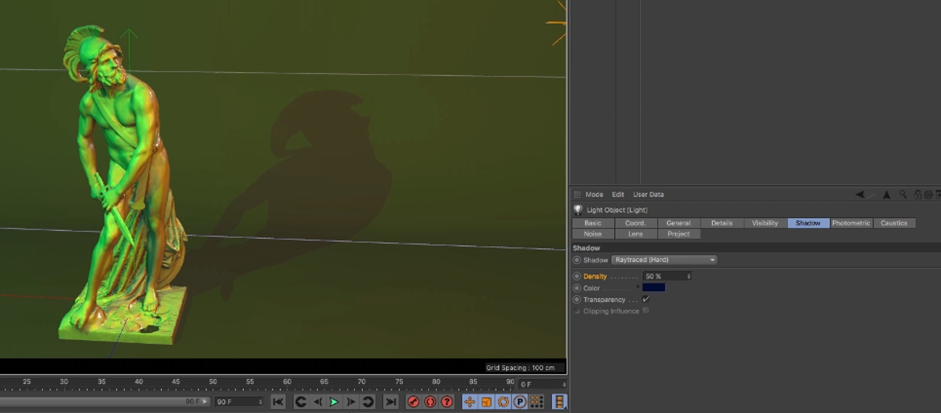 Mode Edit User Data
Light Object [Light]
Basic Coord. General Details Visibility Shadow Photometric Caustics
Noise Lens Project
Shadow
Shadow Raytraced (Hard)
Density . . . . . . . . 50 %
Color
Transparency . . .
Clipping Influence
Grid Spacing : 100 cm
25 30 35 40 45 50 55 60 65 70 75 80 85 90 0 F
90 F 90 F